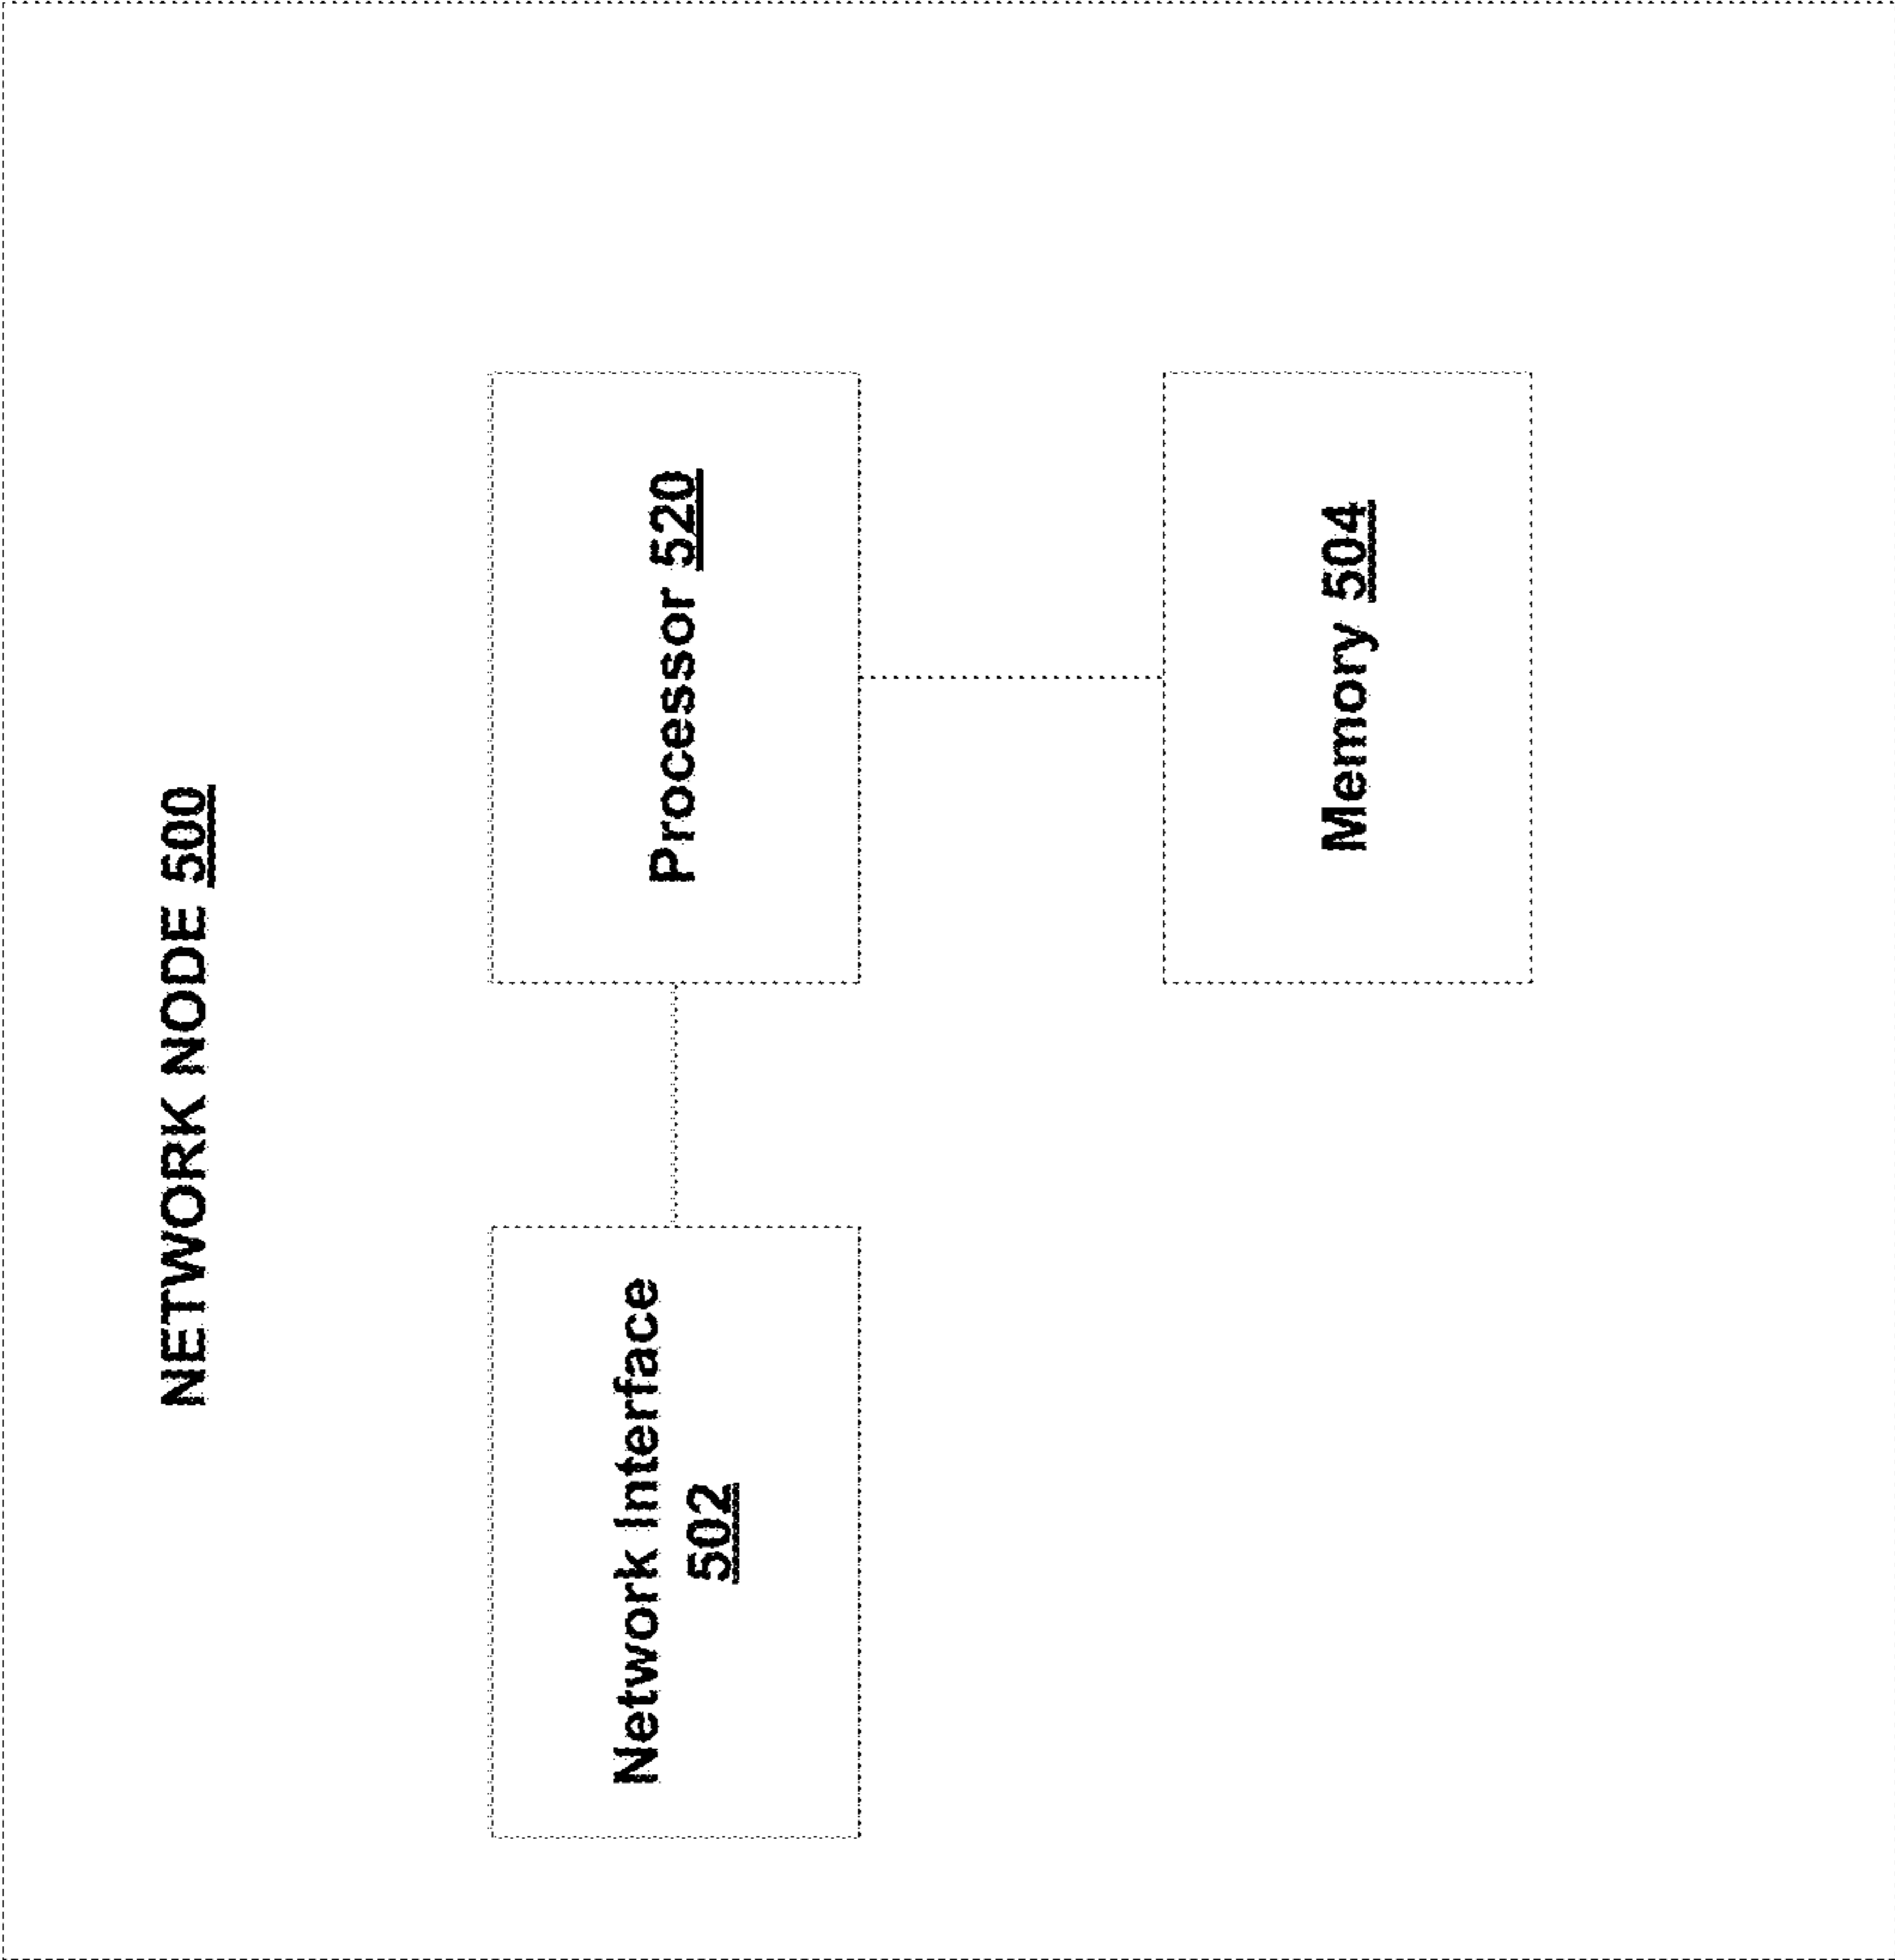 NETWORK NODE 500
Network Interface
502
Processor 520
Memory 504